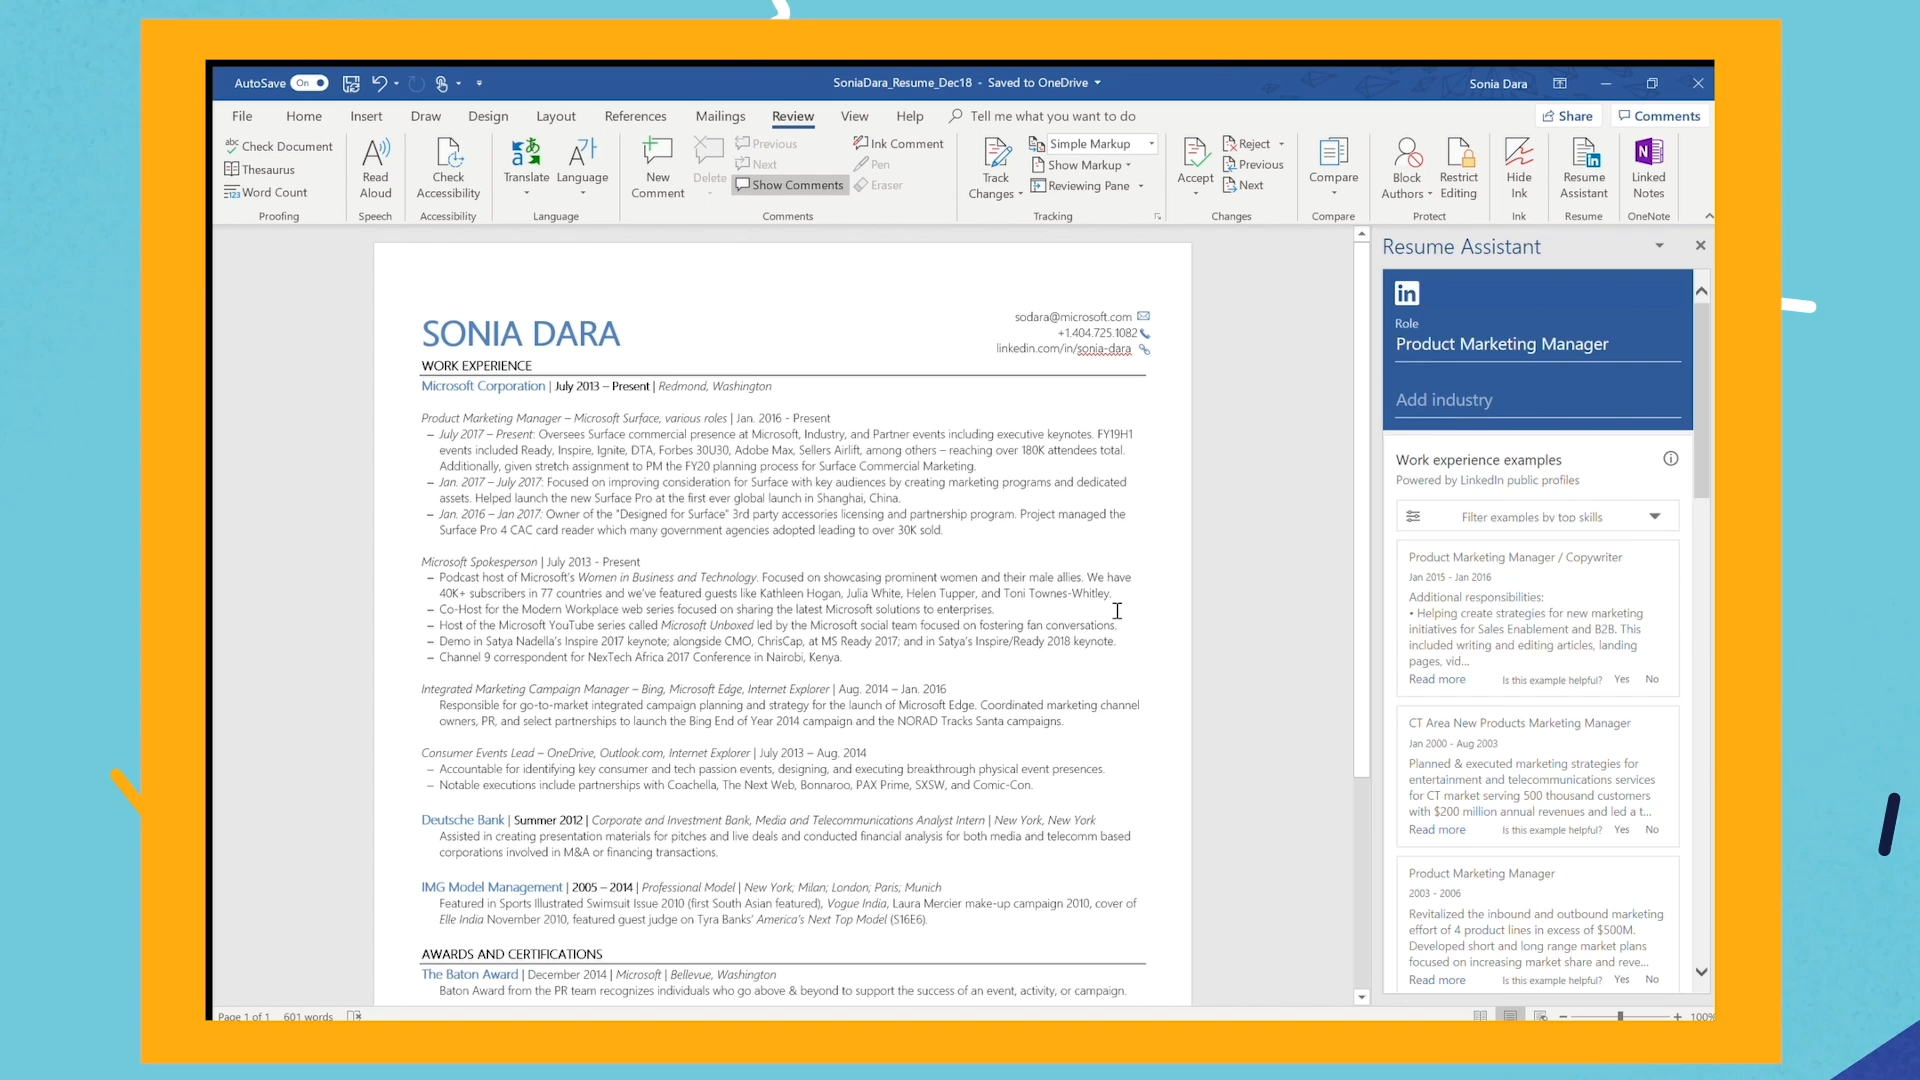 AutoSave On
SoniaDara_Resume_Dec18 - Saved to OneDrive
Sonia Dara
File Home Insert Draw Design Layout References Mailings Review View Help Tell me what you want to do
Share Comments
abc Check Document
Thesaurus
123 Word Count
Proofing
Read Aloud
Speech
Check Accessibility
Accessibility
Translate
Language
Language
New Comment
Delete
Previous
Next
Show Comments
Ink Comment
Pen
Eraser
Comments
Track Changes
Simple Markup
Show Markup
Reviewing Pane
Tracking
Accept
Reject
Previous
Next
Changes
Compare
Compare
Block Authors
Restrict Editing
Protect
Hide Ink
Ink
Resume Assistant
Resume
Linked Notes
OneNote
SONIA DARA
sodara@microsoft.com
+1.404.725.1082
linkedin.com/in/sonia-dara
WORK EXPERIENCE
Microsoft Corporation | July 2013 – Present | Redmond, Washington
Product Marketing Manager – Microsoft Surface, various roles | Jan. 2016 - Present
– July 2017 – Present: Oversees Surface commercial presence at Microsoft, Industry, and Partner events including executive keynotes. FY19H1
events included Ready, Inspire, Ignite, DTA, Forbes 30U30, Adobe Max, Sellers Airlift, among others – reaching over 180K attendees total.
Additionally, given stretch assignment to PM the FY20 planning process for Surface Commercial Marketing.
– Jan. 2017 – July 2017: Focused on improving consideration for Surface with key audiences by creating marketing programs and dedicated
assets. Helped launch the new Surface Pro at the first ever global launch in Shanghai, China.
– Jan. 2016 – Jan 2017: Owner of the "Designed for Surface" 3rd party accessories licensing and partnership program. Project managed the
Surface Pro 4 CAC card reader which many government agencies adopted leading to over 30K sold.
Microsoft Spokesperson | July 2013 - Present
– Podcast host of Microsoft's Women in Business and Technology. Focused on showcasing prominent women and their male allies. We have
40K+ subscribers in 77 countries and we've featured guests like Kathleen Hogan, Julia White, Helen Tupper, and Toni Townes-Whitley.
– Co-Host for the Modern Workplace web series focused on sharing the latest Microsoft solutions to enterprises.
– Host of the Microsoft YouTube series called Microsoft Unboxed led by the Microsoft social team focused on fostering fan conversations.
– Demo in Satya Nadella's Inspire 2017 keynote; alongside CMO, ChrisCap, at MS Ready 2017; and in Satya's Inspire/Ready 2018 keynote.
– Channel 9 correspondent for NexTech Africa 2017 Conference in Nairobi, Kenya.
Integrated Marketing Campaign Manager – Bing, Microsoft Edge, Internet Explorer | Aug. 2014 – Jan. 2016
Responsible for go-to-market integrated campaign planning and strategy for the launch of Microsoft Edge. Coordinated marketing channel
owners, PR, and select partnerships to launch the Bing End of Year 2014 campaign and the NORAD Tracks Santa campaigns.
Consumer Events Lead – OneDrive, Outlook.com, Internet Explorer | July 2013 – Aug. 2014
– Accountable for identifying key consumer and tech passion events, designing, and executing breakthrough physical event presences.
– Notable executions include partnerships with Coachella, The Next Web, Bonnaroo, PAX Prime, SXSW, and Comic-Con.
Deutsche Bank | Summer 2012 | Corporate and Investment Bank, Media and Telecommunications Analyst Intern | New York, New York
Assisted in creating presentation materials for pitches and live deals and conducted financial analysis for both media and telecomm based
corporations involved in M&A or financing transactions.
IMG Model Management | 2005 – 2014 | Professional Model | New York; Milan; London; Paris; Munich
Featured in Sports Illustrated Swimsuit Issue 2010 (first South Asian featured), Vogue India, Laura Mercier make-up campaign 2010, cover of
Elle India November 2010, featured guest judge on Tyra Banks' America's Next Top Model (S16E6).
AWARDS AND CERTIFICATIONS
The Baton Award | December 2014 | Microsoft | Bellevue, Washington
Baton Award from the PR team recognizes individuals who go above & beyond to support the success of an event, activity, or campaign.
Resume Assistant
in
Role
Product Marketing Manager
Add industry
Work experience examples
Powered by LinkedIn public profiles
Filter examples by top skills
Product Marketing Manager / Copywriter
Jan 2015 - Jan 2016
Additional responsibilities:
• Helping create strategies for new marketing
initiatives for Sales Enablement and B2B. This
included writing and editing articles, landing
pages, vid...
Read more Is this example helpful? Yes No
CT Area New Products Marketing Manager
Jan 2000 - Aug 2003
Planned & executed marketing strategies for
entertainment and telecommunications services
for CT market serving 500 thousand customers
with $200 million annual revenues and led a t...
Read more Is this example helpful? Yes No
Product Marketing Manager
2003 - 2006
Revitalized the inbound and outbound marketing
effort of 4 product lines in excess of $500M.
Developed short and long range market plans
focused on increasing market share and reve...
Read more Is this example helpful? Yes No
Page 1 of 1 601 words
100%